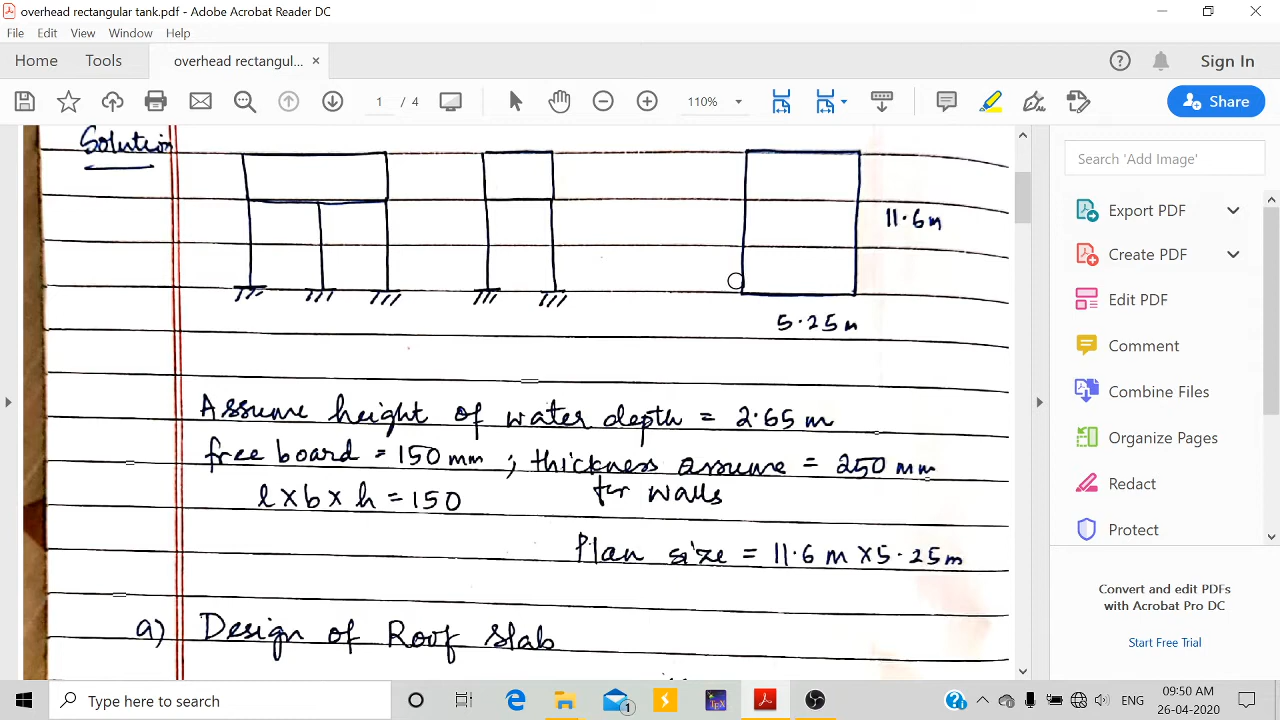 overhead rectangular tank.pdf - Adobe Acrobat Reader DC
File Edit View Window Help
Home Tools overhead rectangul... × Sign In
1 / 4 110% Share
Solution
11.6m
5.25m
Assume height of water depth = 2.65 m
free board = 150 mm ; thickness assume = 250 mm
for walls
l x b x h = 150
Plan size = 11.6 m x 5.25m
a) Design of Roof slab
Search 'Add Image'
Export PDF
Create PDF
Edit PDF
Comment
Combine Files
Organize Pages
Redact
Protect
Convert and edit PDFs
with Acrobat Pro DC
Start Free Trial
Type here to search
1
TpX
ENG
09:50 AM
26-04-2020